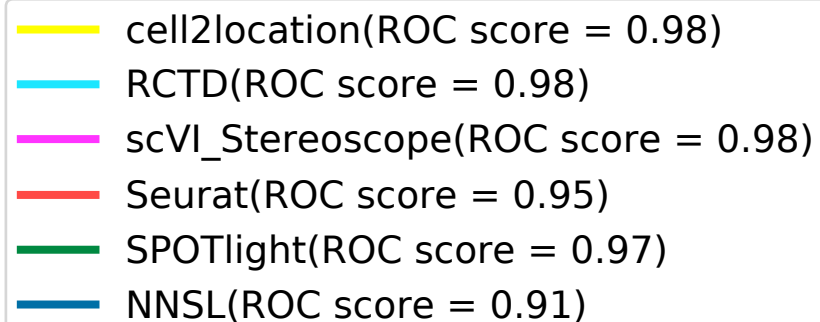 cell2location(ROC score = 0.98)
RCTD(ROC score = 0.98)
scVI_Stereoscope(ROC score = 0.98)
Seurat(ROC score = 0.95)
SPOTlight(ROC score = 0.97)
NNSL(ROC score = 0.91)